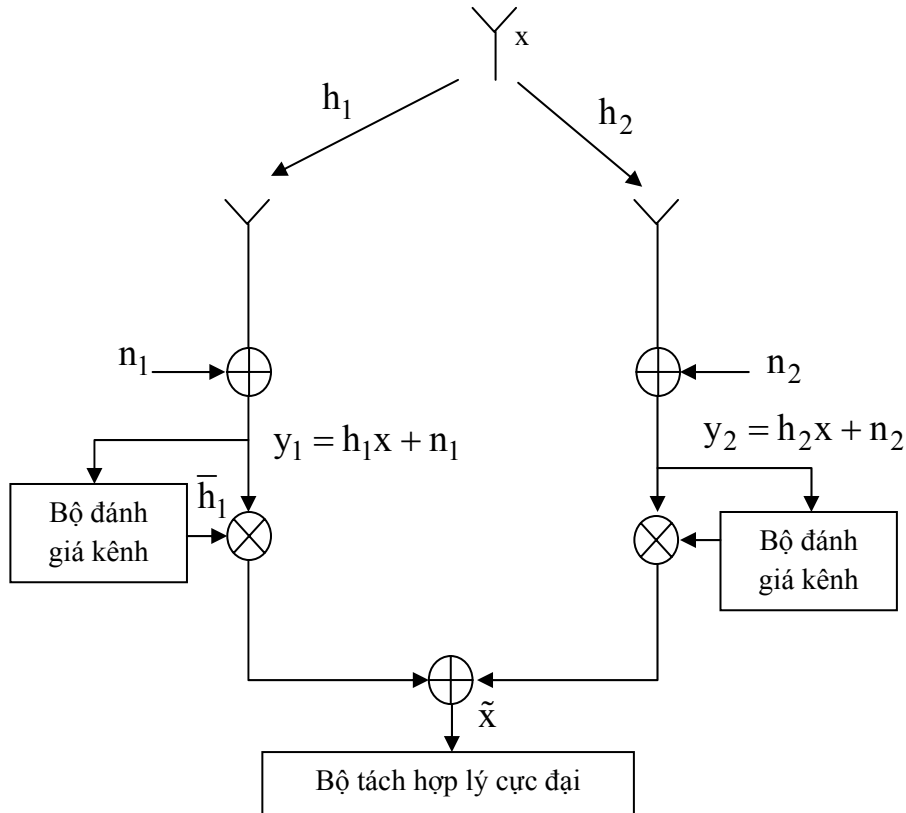 x
h₁
h₂
n₁
n₂
y₁ = h₁x + n₁
y₂ = h₂x + n₂
h̅₁
Bộ đánh
giá kênh
Bộ đánh
giá kênh
x̃
Bộ tách hợp lý cực đại